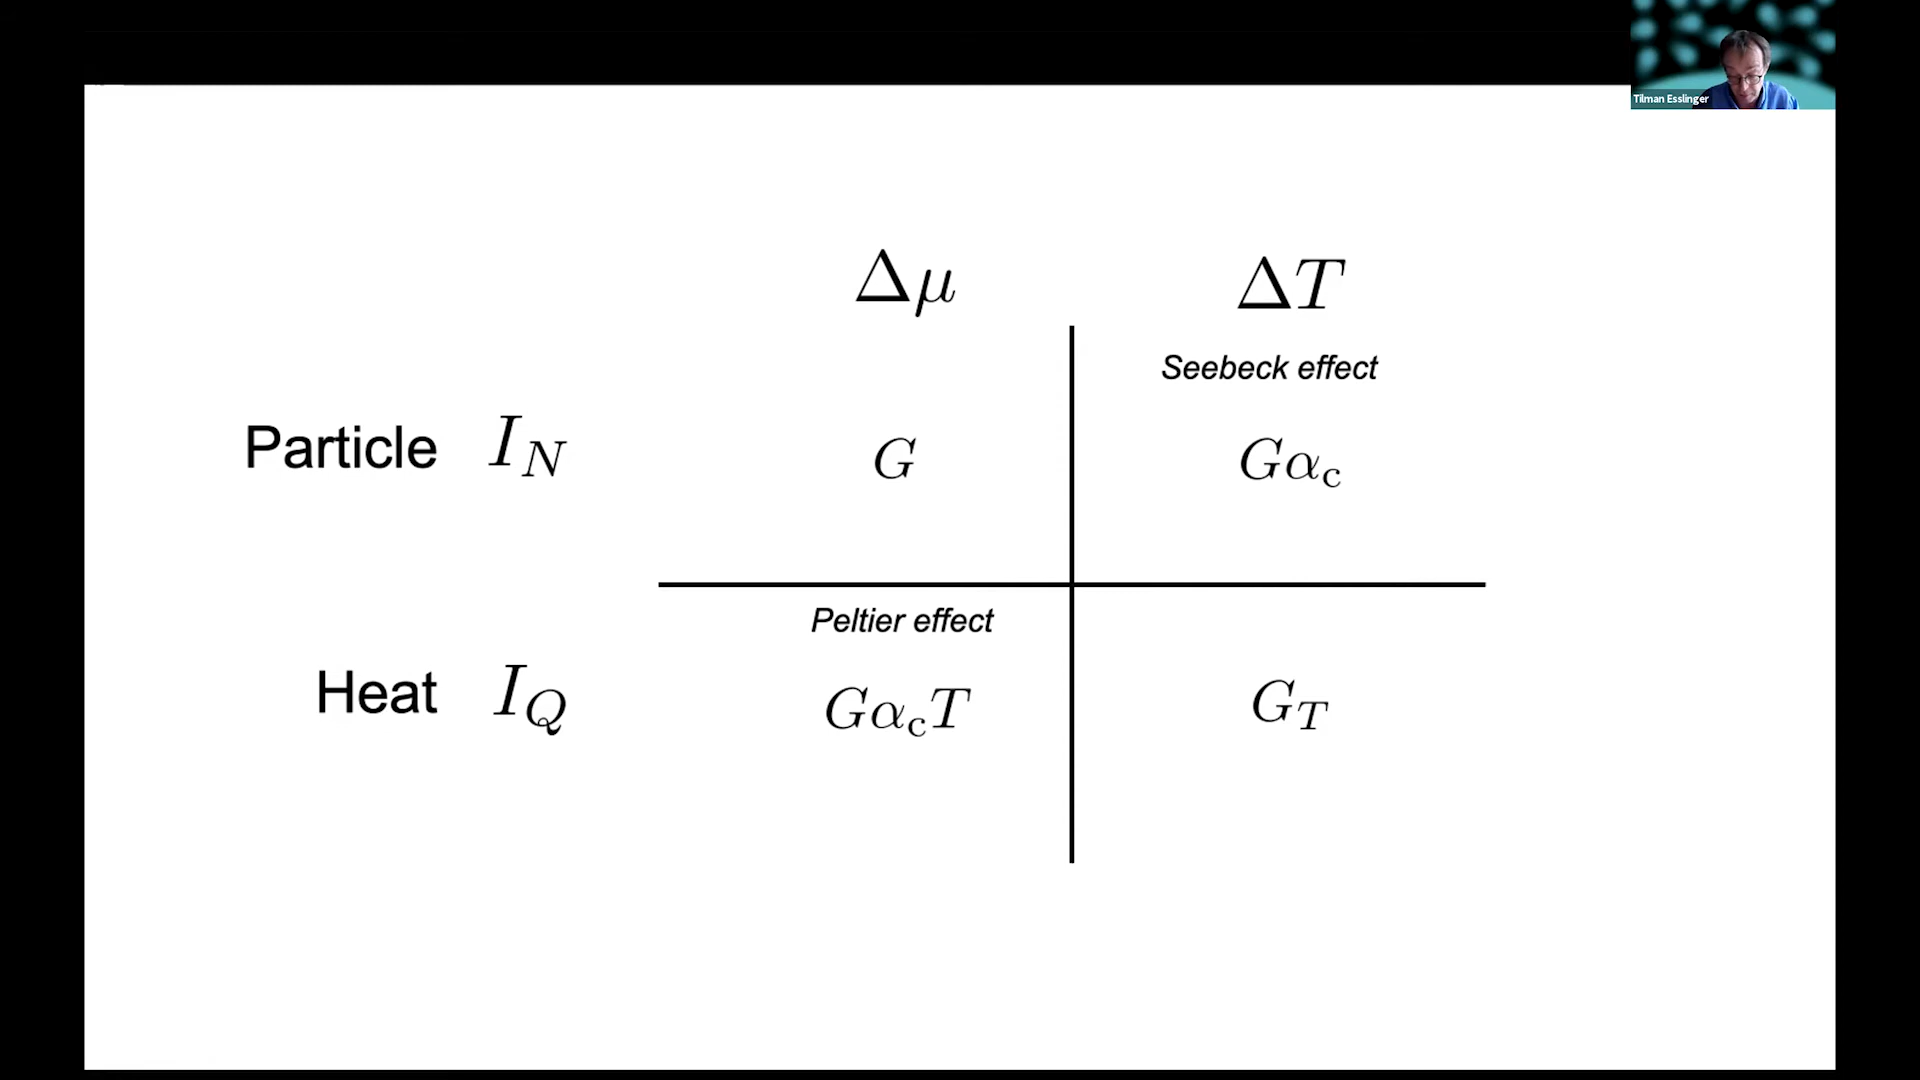 Tilman Esslinger
Δμ ΔT
Seebeck effect
Particle I_N G Gα_c
Peltier effect
Heat I_Q Gα_cT G_T